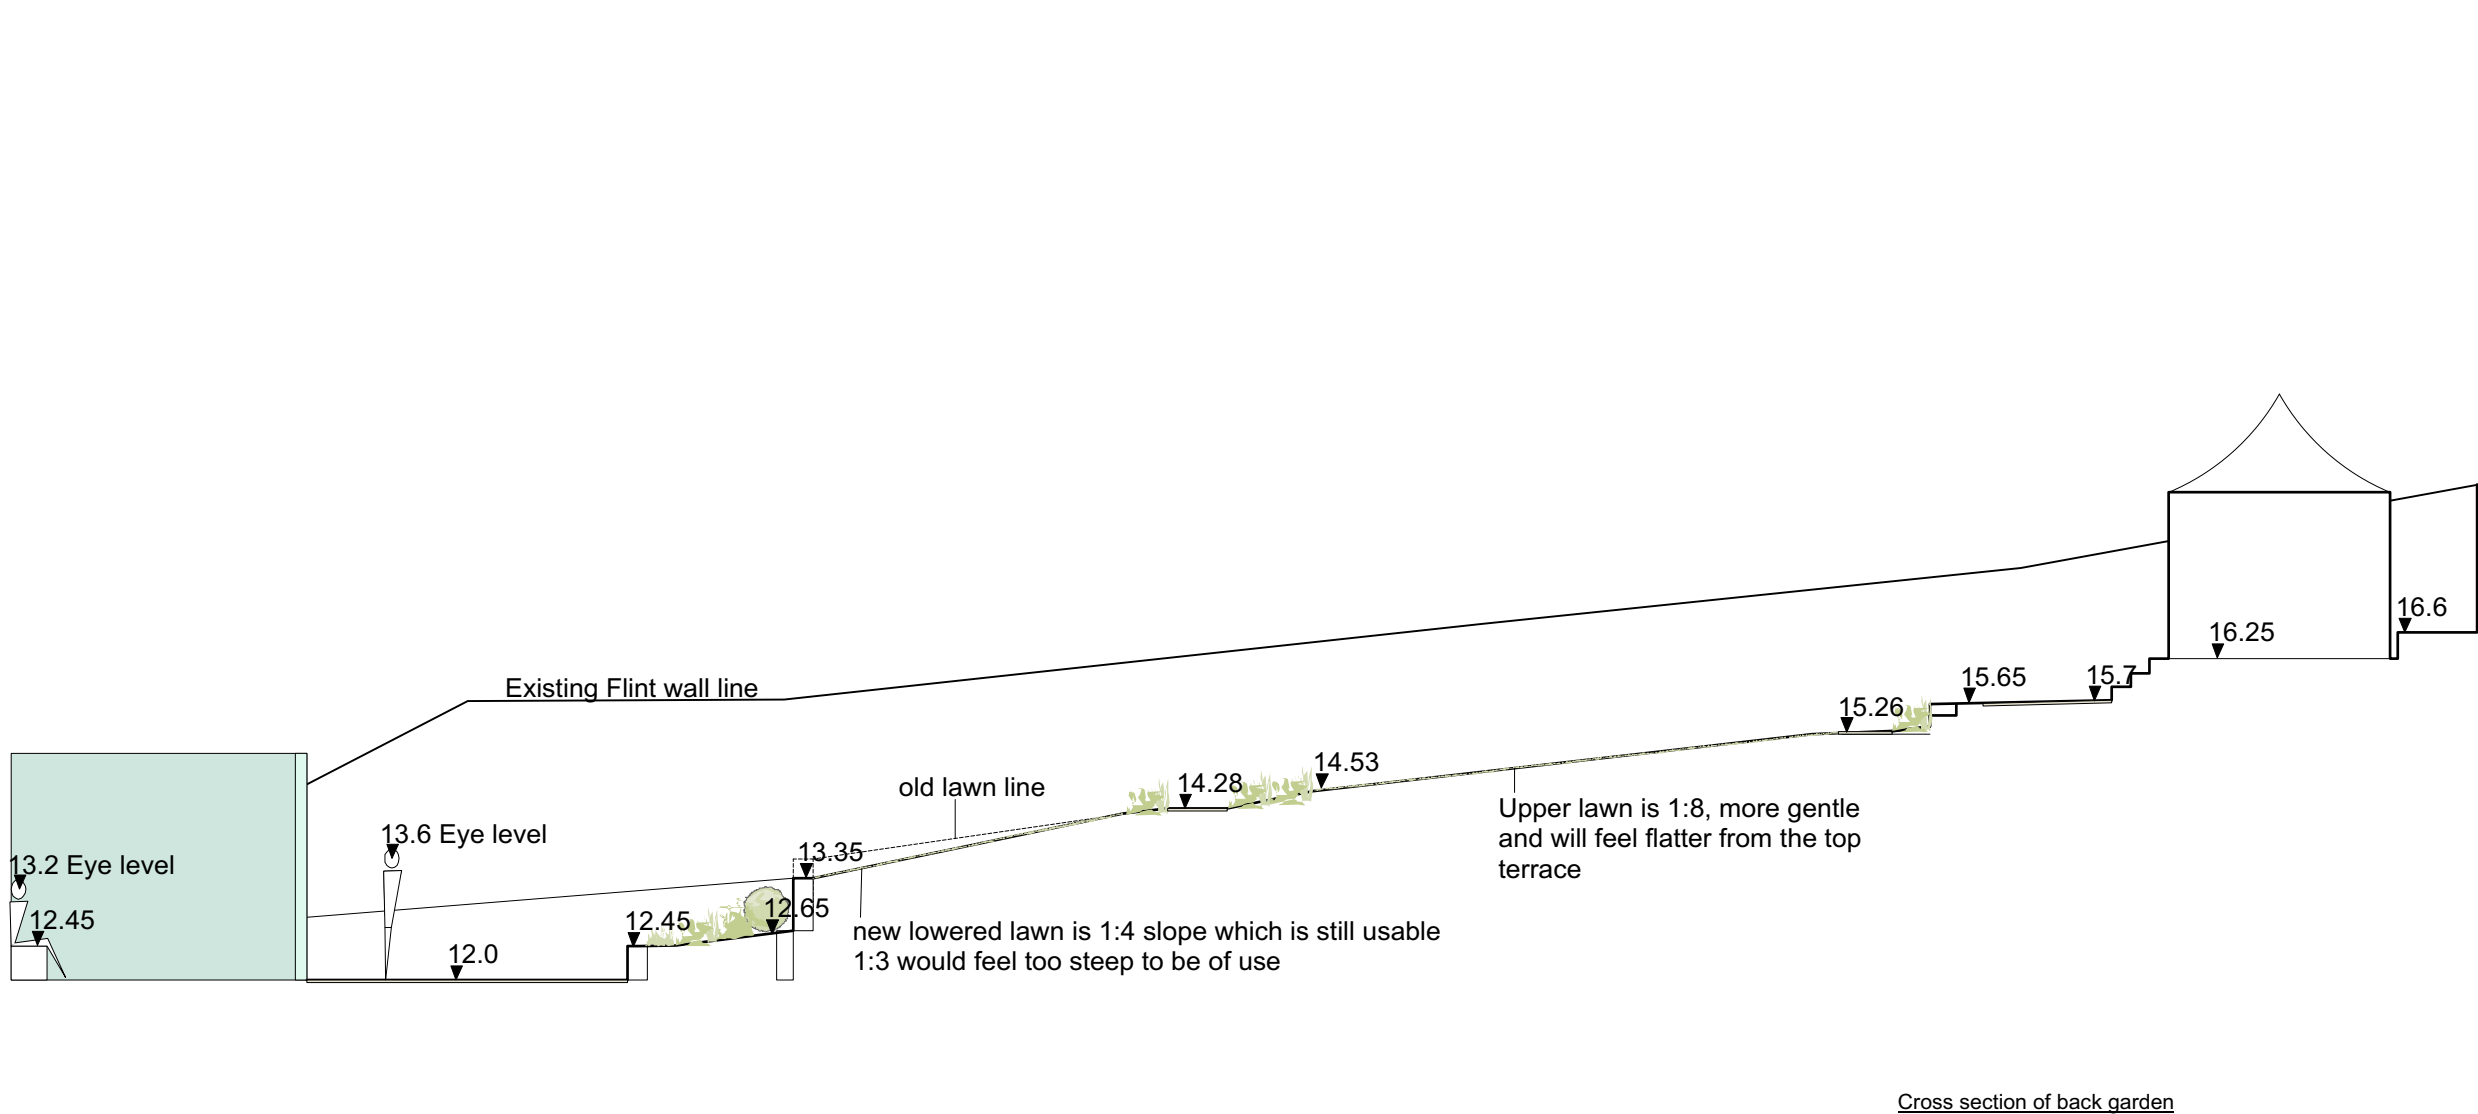 16.6
16.25
15.65
15.7
Existing Flint wall line
15.26
14.53
14.28
old lawn line
Upper lawn is 1:8, more gentle
and will feel flatter from the top
terrace
13.6 Eye level
13.35
13.2 Eye level
12.65
12.45
12.45
new lowered lawn is 1:4 slope which is still usable
1:3 would feel too steep to be of use
12.0
Cross section of back garden